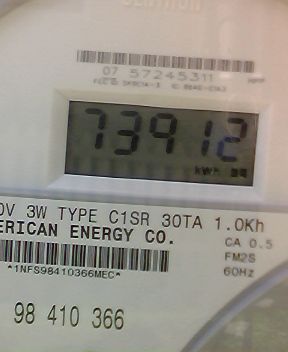 CENTRON
07 57245311
73912
kWh
0V 3W TYPE C1SR 30TA 1.0Kh
ERICAN ENERGY CO.
CA 0.5
FM2S
60Hz
*1NFS98410366MEC*
98 410 366